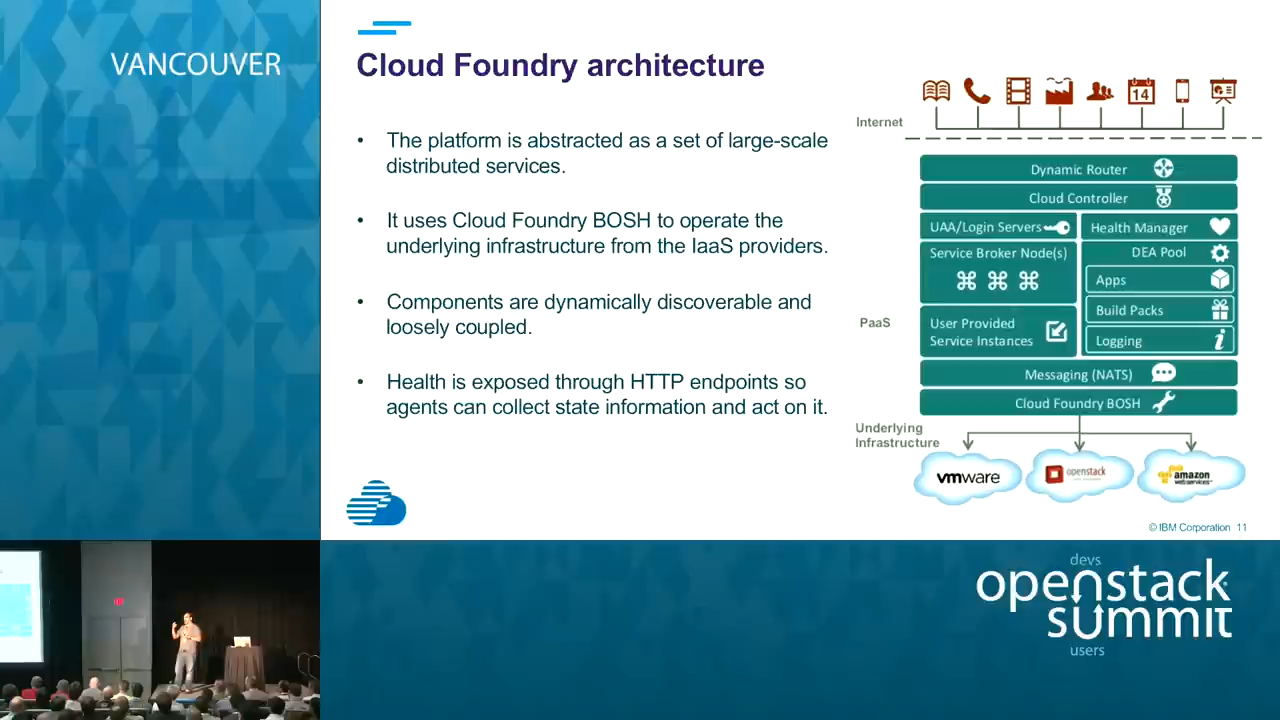 VANCOUVER
Cloud Foundry architecture
• The platform is abstracted as a set of large-scale
distributed services.
• It uses Cloud Foundry BOSH to operate the
underlying infrastructure from the IaaS providers.
• Components are dynamically discoverable and
loosely coupled.
• Health is exposed through HTTP endpoints so
agents can collect state information and act on it.
14
Internet
Dynamic Router
Cloud Controller
UAA/Login Servers
Health Manager
Service Broker Node(s)
DEA Pool
Apps
Build Packs
Logging
PaaS
User Provided
Service Instances
Messaging (NATS)
Cloud Foundry BOSH
Underlying
Infrastructure
vmware
openstack
amazon
webservices
© IBM Corporation 11
devs
openstack
summit
users